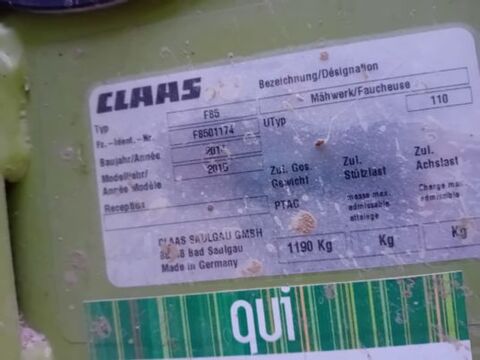 CLAAS
Bezeichnung/Désignation
Mähwerk/Faucheuse
Typ F85 UTyp 110
Fz.-Ident.-Nr. F8501174
Baujahr/Année
Modelljahr/
Année Modèle
Reception
Zul. Ges. Gewicht
PTAC
Zul. Stützlast
masse max. admissible attelage
Zul. Achslast
Charge max. admissible
1190 Kg Kg Kg
CLAAS SAULGAU GMBH
Bad Saulgau
Made in Germany
qui